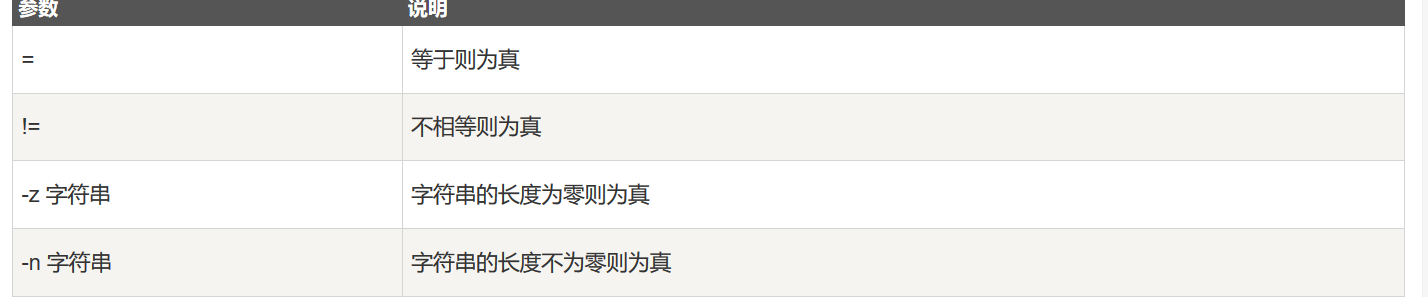 参数 说明
= 等于则为真
!= 不相等则为真
-z 字符串 字符串的长度为零则为真
-n 字符串 字符串的长度不为零则为真